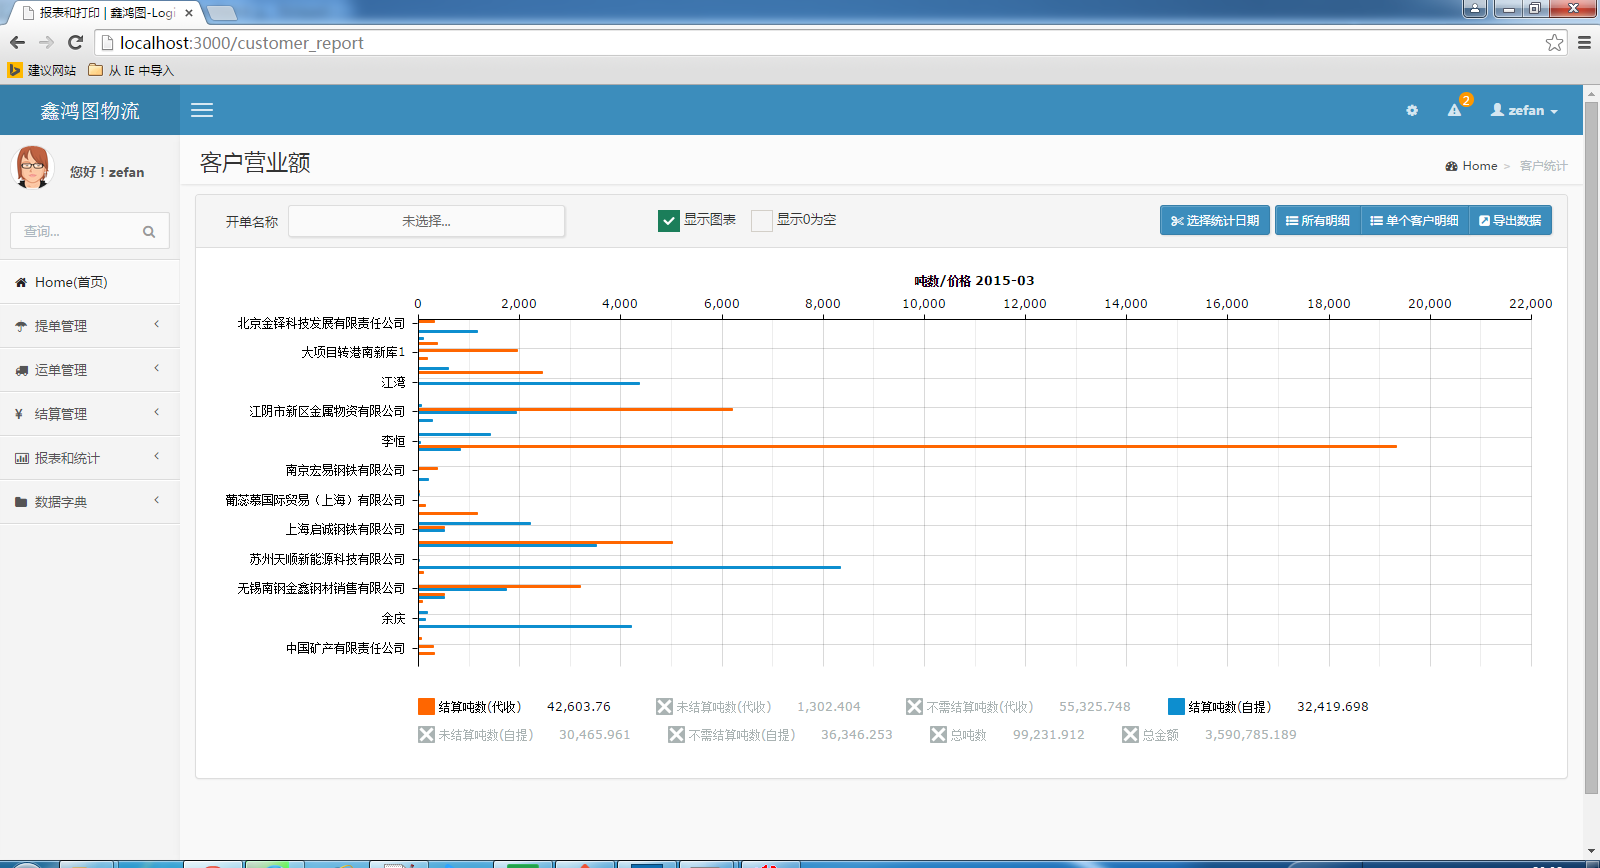 报表和打印 | 鑫鸿图-Logi
localhost:3000/customer_report
建议网站 从 IE 中导入
鑫鸿图物流
2
zefan
您好！zefan
客户营业额
Home > 客户统计
查询...
开单名称 未选择... 显示图表 显示0为空 选择统计日期 所有明细 单个客户明细 导出数据
Home(首页)
提单管理
运单管理
结算管理
报表和统计
数据字典
吨数/价格 2015-03
0 2,000 4,000 6,000 8,000 10,000 12,000 14,000 16,000 18,000 20,000 22,000
北京金铎科技发展有限责任公司
大项目转港南新库1
江湾
江阴市新区金属物资有限公司
李恒
南京宏易钢铁有限公司
葡蕊慕国际贸易（上海）有限公司
上海启诚钢铁有限公司
苏州天顺新能源科技有限公司
无锡南钢金鑫钢材销售有限公司
余庆
中国矿产有限责任公司
结算吨数(代收) 42,603.76 未结算吨数(代收) 1,302.404 不需结算吨数(代收) 55,325.748 结算吨数(自提) 32,419.698
未结算吨数(自提) 30,465.961 不需结算吨数(自提) 36,346.253 总吨数 99,231.912 总金额 3,590,785.189